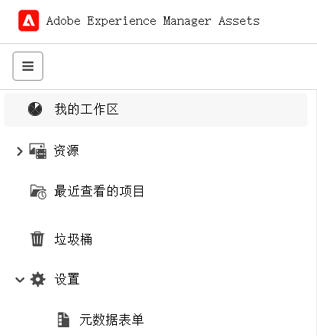 Adobe Experience Manager Assets
我的工作区
资源
最近查看的项目
垃圾桶
设置
元数据表单